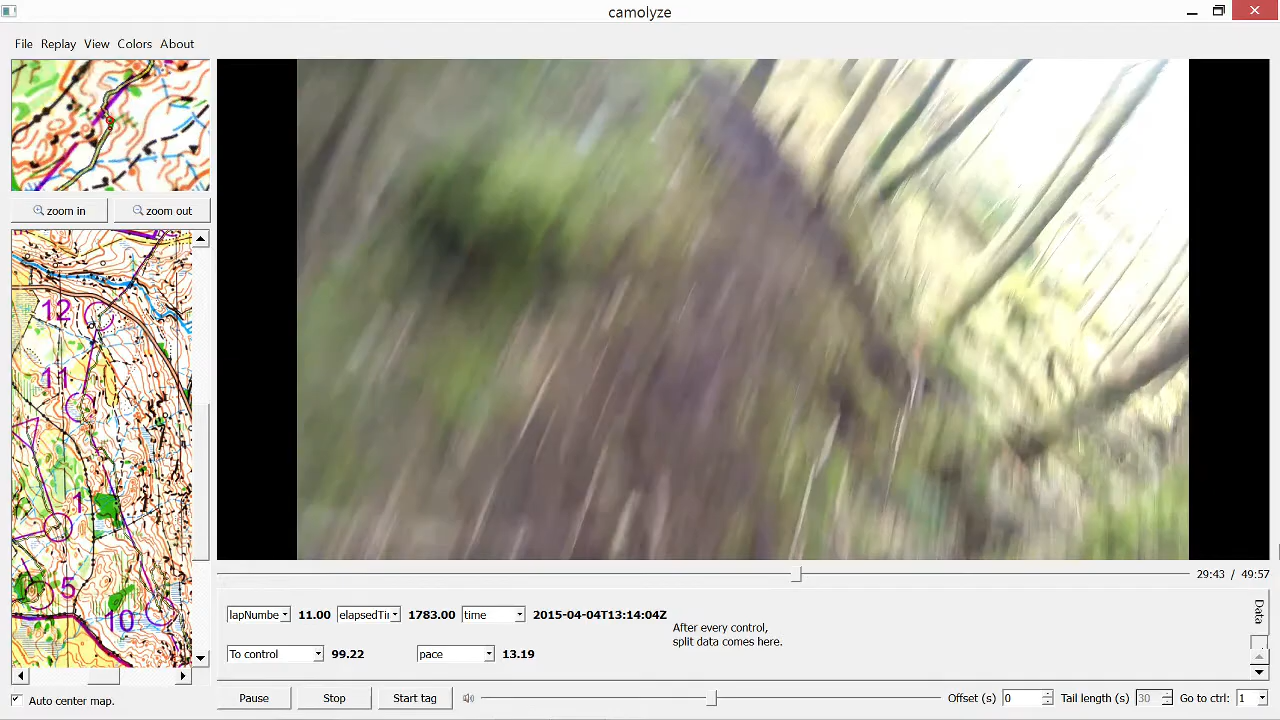 camolyze
File Replay View Colors About
zoom in zoom out
12
11
1
5
10
29:43 / 49:57
lapNumbe 11.00 elapsedTi 1783.00 time 2015-04-04T13:14:04Z
After every control,
split data comes here.
To control 99.22 pace 13.19
Data
Auto center map.
Pause Stop Start tag Offset (s) 0 Tail length (s) 30 Go to ctrl: 1